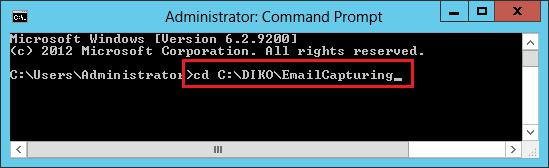 Administrator: Command Prompt
Microsoft Windows [Version 6.2.9200]
(c) 2012 Microsoft Corporation. All rights reserved.
C:\Users\Administrator>cd C:\DIKO\EmailCapturing_